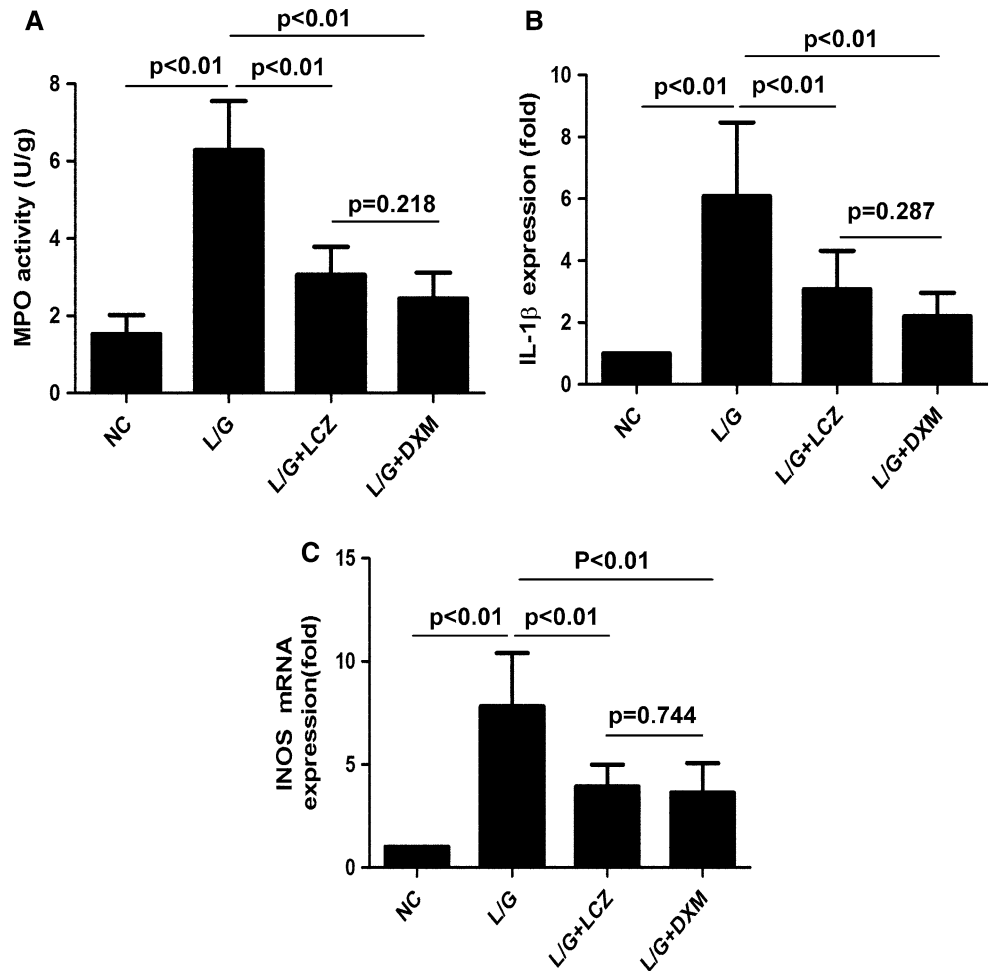 A
p<0.01
p<0.01 p<0.01
p=0.218
MPO activity (U/g)
8
6
4
2
0
NC
L/G
L/G+LCZ
L/G+DXM
B
p<0.01
p<0.01 p<0.01
p=0.287
IL-1β expression (fold)
10
8
6
4
2
0
NC
L/G
L/G+LCZ
L/G+DXM
C
P<0.01
p<0.01 p<0.01
p=0.744
INOS mRNA
expression(fold)
15
10
5
0
NC
L/G
L/G+LCZ
L/G+DXM